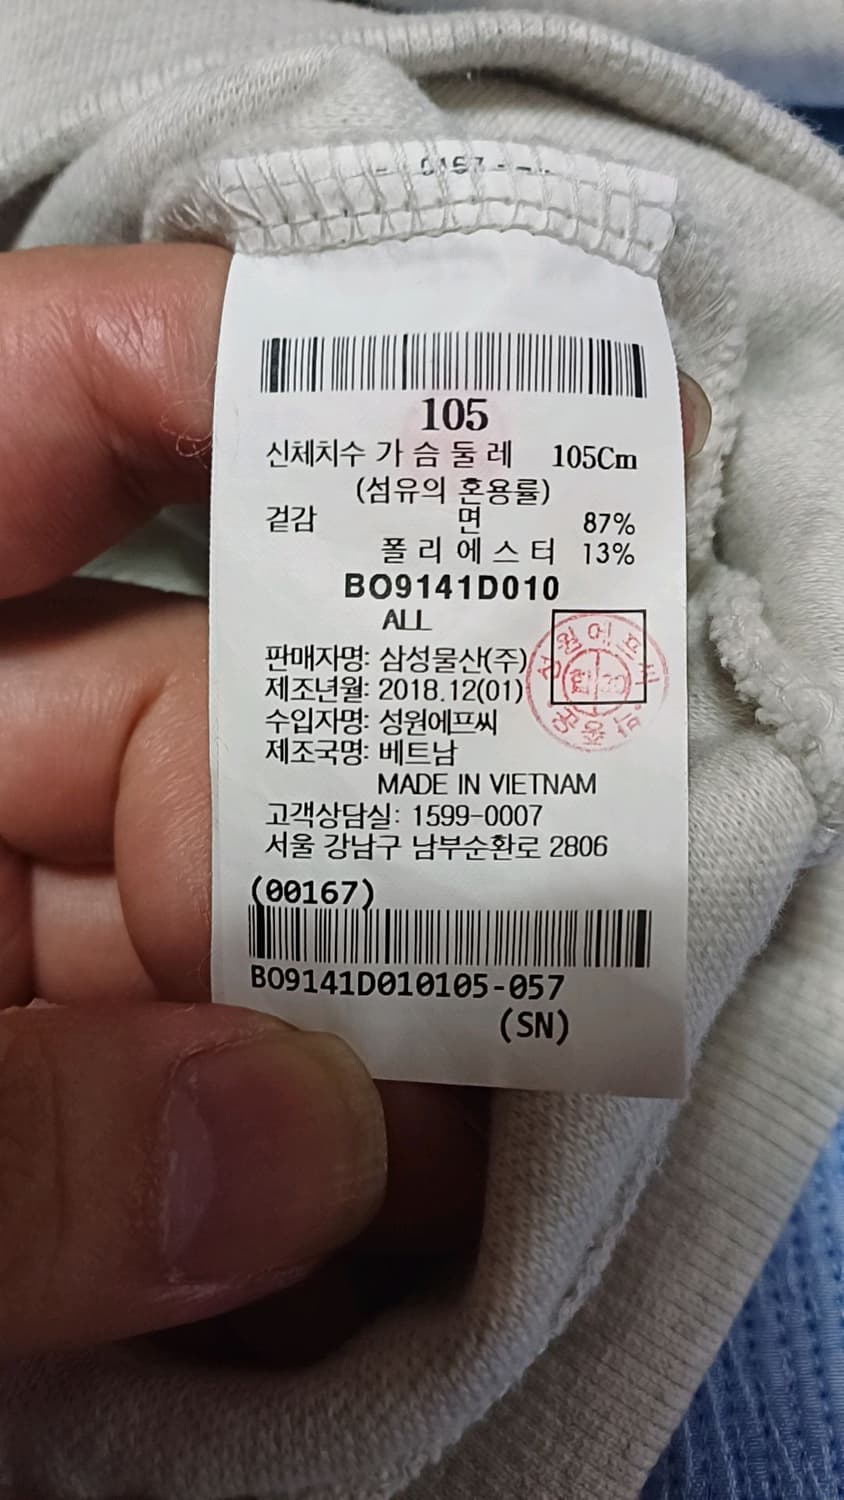 105
신체치수 가 슴 둘 레 105Cm
(섬유의 혼용률)
겉감 면 87%
폴 리 에 스 터 13%
BO9141D010
ALL
판매자명: 삼성물산(주)
제조년월: 2018.12(01)
수입자명: 성원에프씨
제조국명: 베트남
MADE IN VIETNAM
고객상담실: 1599-0007
서울 강남구 남부순환로 2806
(00167)
BO9141D010105-057
(SN)